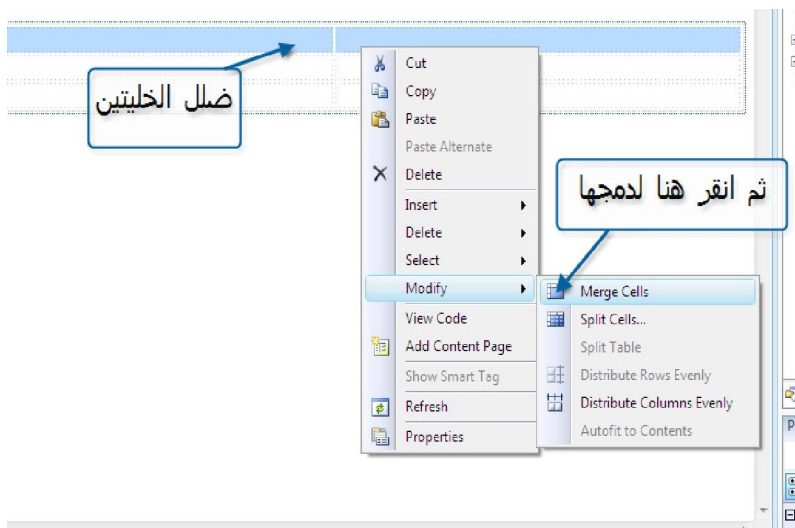 ضلل الخليتين
Cut
Copy
Paste
Paste Alternate
Delete
Insert
Delete
Select
Modify
View Code
Add Content Page
Show Smart Tag
Refresh
Properties
ثم انقر هنا لدمجها
Merge Cells
Split Cells...
Split Table
Distribute Rows Evenly
Distribute Columns Evenly
Autofit to Contents